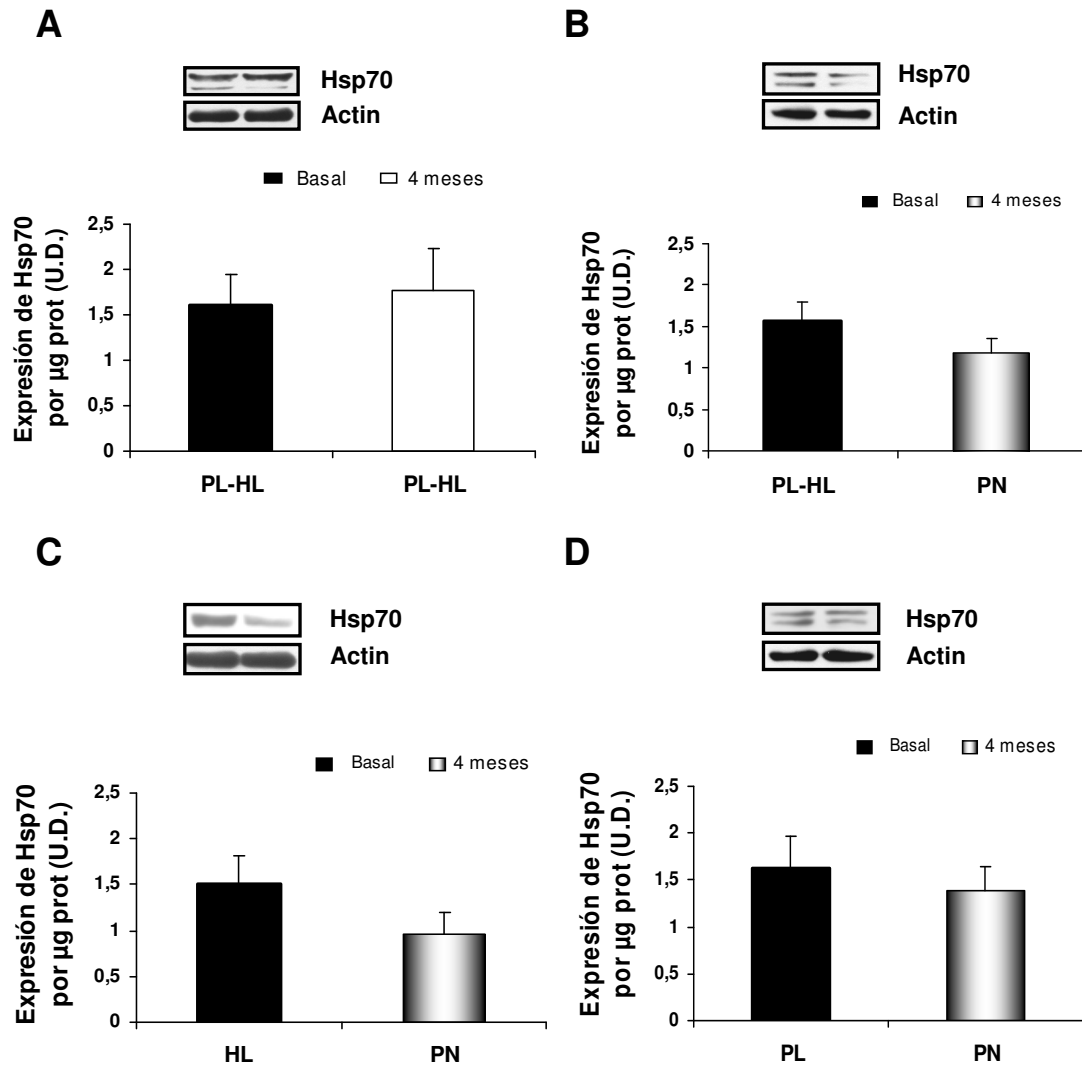 A
Hsp70
Actin
Basal 4 meses
Expresión de Hsp70
por µg prot (U.D.)
2,5
2
1,5
1
0,5
0
PL-HL PL-HL
B
Hsp70
Actin
Basal 4 meses
Expresión de Hsp70
por µg prot (U.D.)
2,5
2
1,5
1
0,5
0
PL-HL PN
C
Hsp70
Actin
Basal 4 meses
Expresión de Hsp70
por µg prot (U.D.)
2,5
2
1,5
1
0,5
0
HL PN
D
Hsp70
Actin
Basal 4 meses
Expresión de Hsp70
por µg prot (U.D.)
2,5
2
1,5
1
0,5
0
PL PN